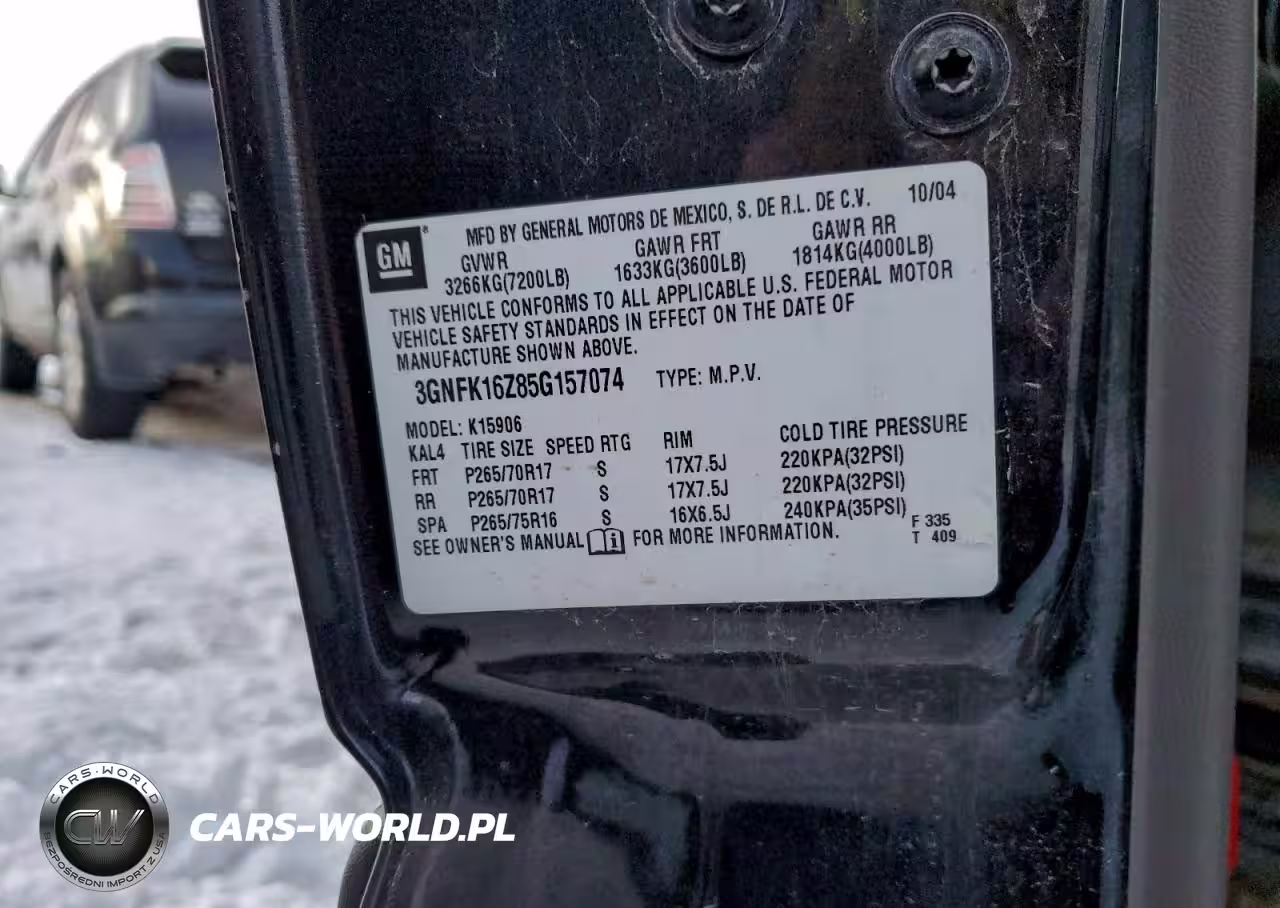 GM ® MFD BY GENERAL MOTORS DE MEXICO, S. DE R.L. DE C.V. 10/04
GVWR GAWR FRT GAWR RR
3266KG(7200LB) 1633KG(3600LB) 1814KG(4000LB)
THIS VEHICLE CONFORMS TO ALL APPLICABLE U.S. FEDERAL MOTOR
VEHICLE SAFETY STANDARDS IN EFFECT ON THE DATE OF
MANUFACTURE SHOWN ABOVE.
3GNFK16Z85G157074 TYPE: M.P.V.
MODEL: K15906
KAL4 TIRE SIZE SPEED RTG RIM COLD TIRE PRESSURE
FRT P265/70R17 S 17X7.5J 220KPA(32PSI)
RR P265/70R17 S 17X7.5J 220KPA(32PSI)
SPA P265/75R16 S 16X6.5J 240KPA(35PSI)
SEE OWNER'S MANUAL FOR MORE INFORMATION.
F 335
T 409
CARS-WORLD
CW
BEZPOŚREDNI IMPORT Z USA
CARS-WORLD.PL